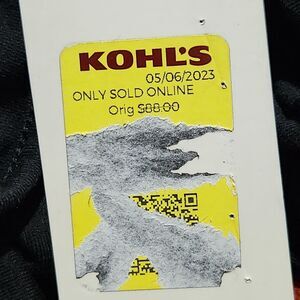 KOHL'S
05/06/2023
ONLY SOLD ONLINE
Orig $88.00